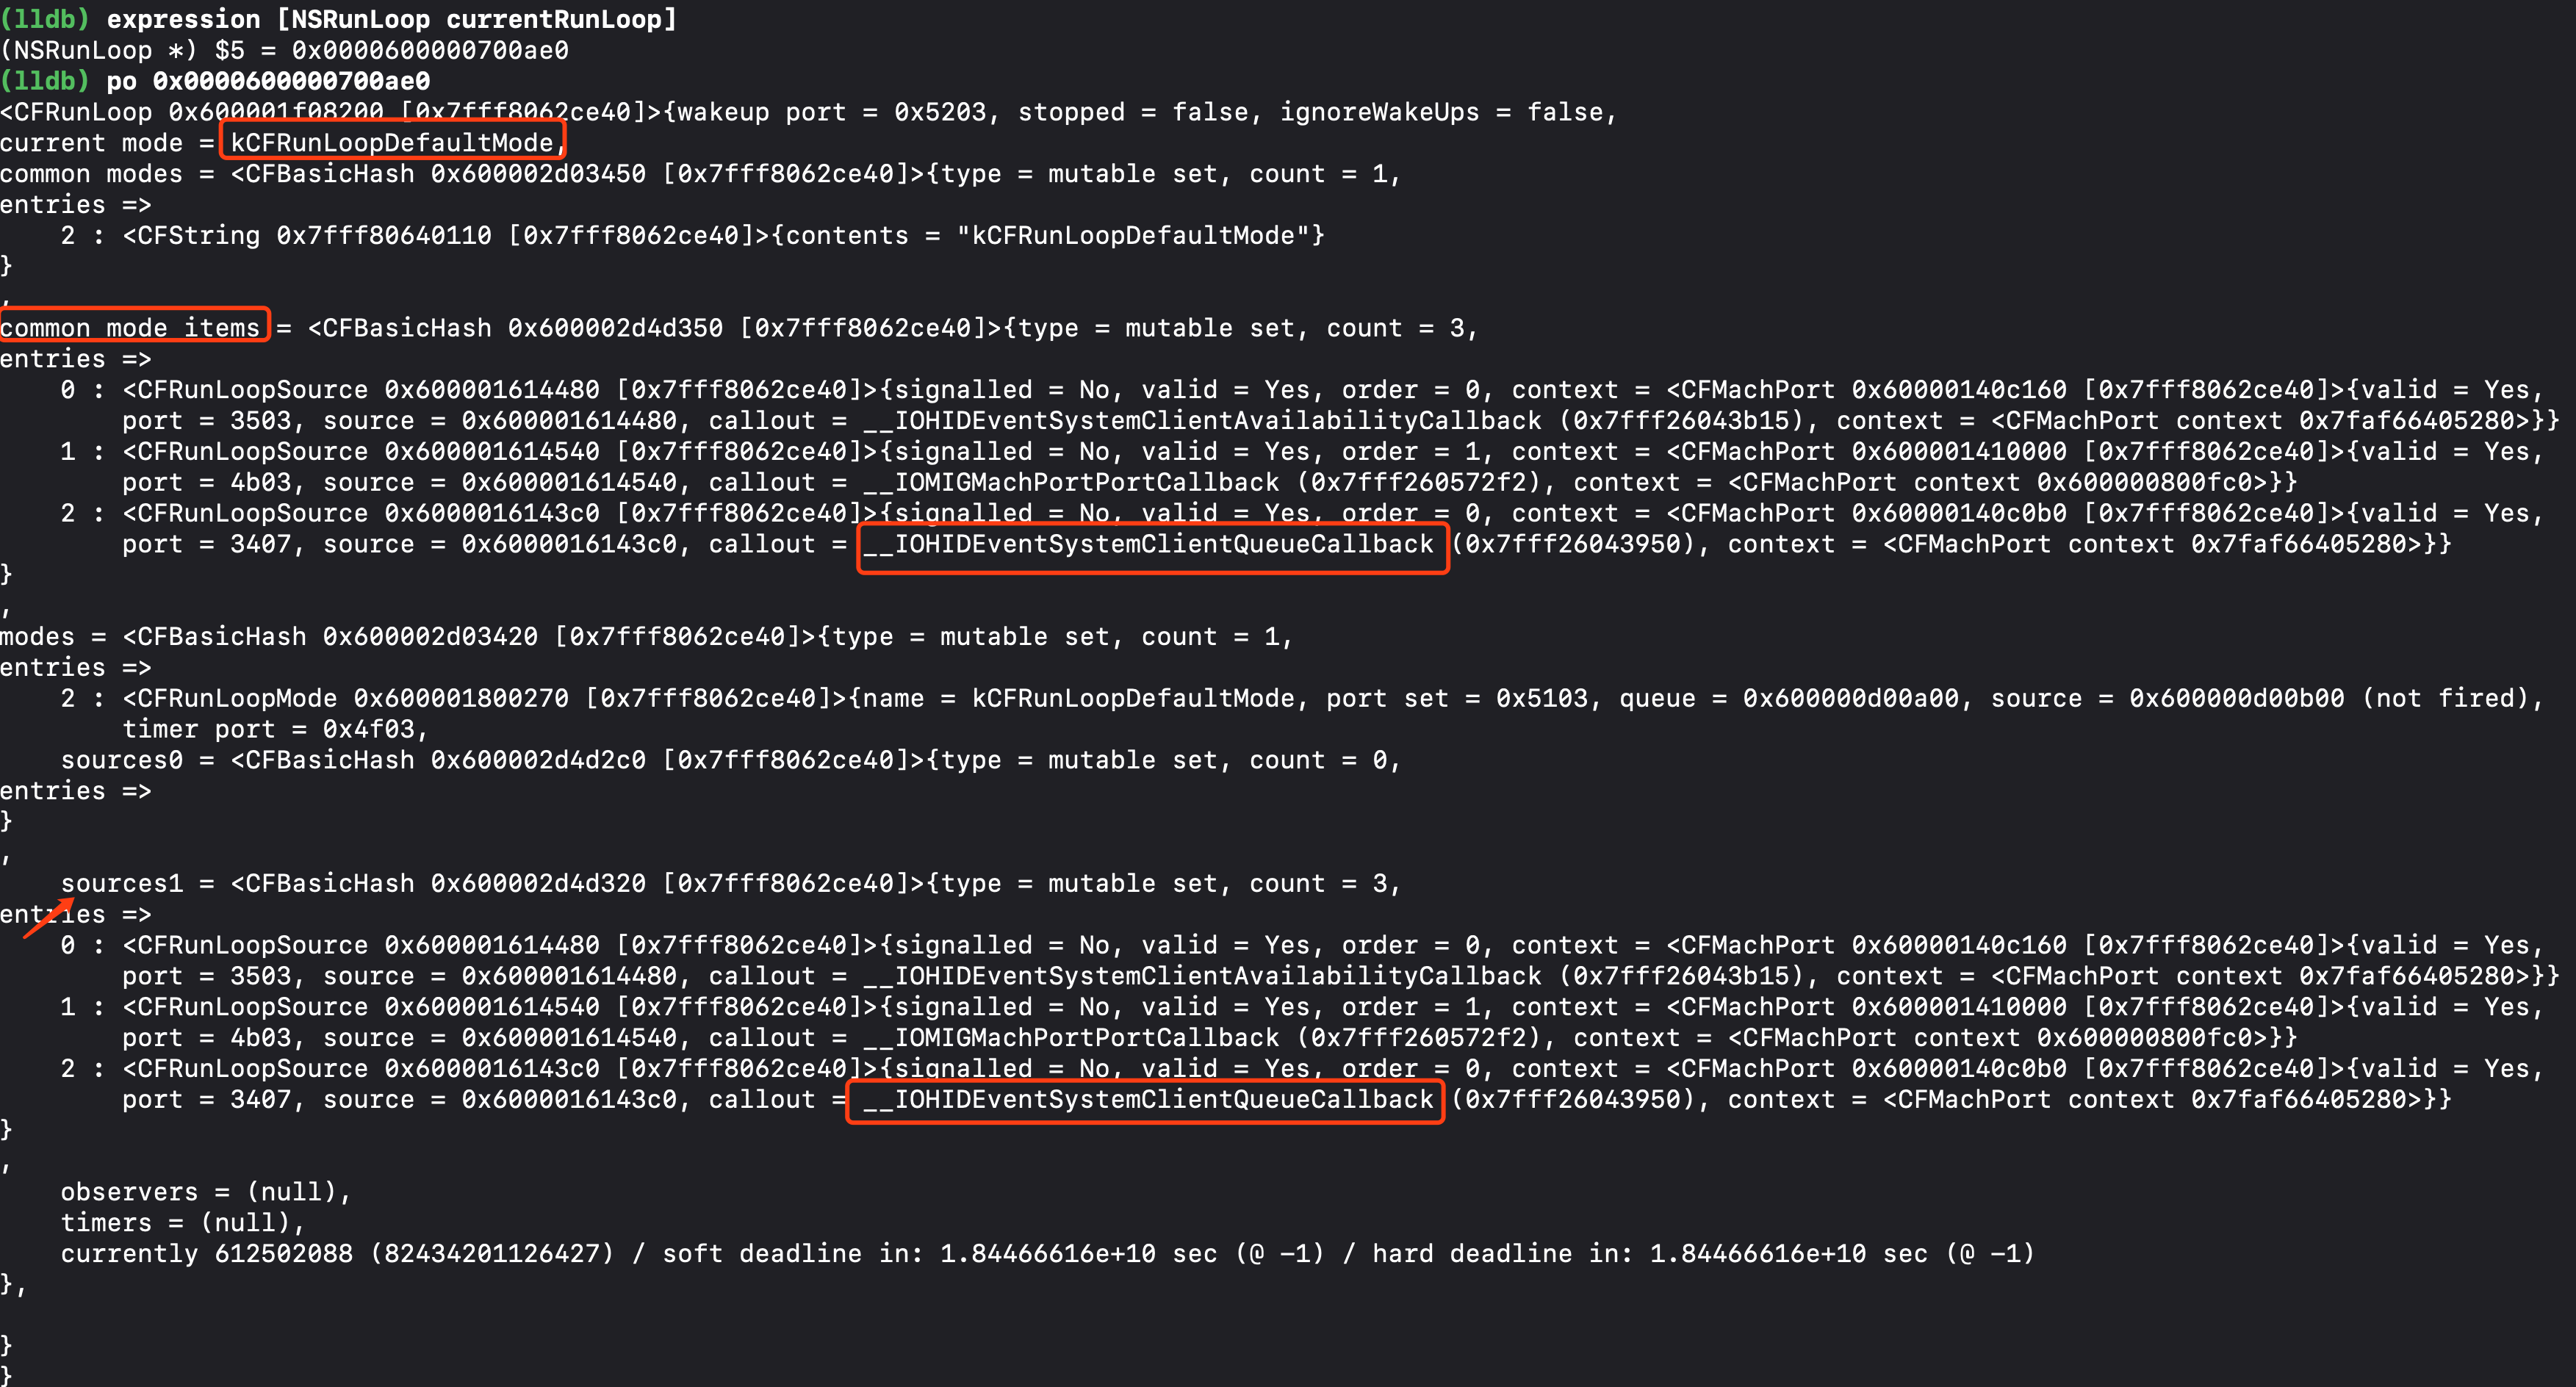 (lldb) expression [NSRunLoop currentRunLoop]
(NSRunLoop *) $5 = 0x0000600000700ae0
(lldb) po 0x0000600000700ae0
<CFRunLoop 0x600001f08200 [0x7fff8062ce40]>{wakeup port = 0x5203, stopped = false, ignoreWakeUps = false,
current mode = kCFRunLoopDefaultMode,
common modes = <CFBasicHash 0x600002d03450 [0x7fff8062ce40]>{type = mutable set, count = 1,
entries =>
    2 : <CFString 0x7fff80640110 [0x7fff8062ce40]>{contents = "kCFRunLoopDefaultMode"}
}
,
common mode items = <CFBasicHash 0x600002d4d350 [0x7fff8062ce40]>{type = mutable set, count = 3,
entries =>
    0 : <CFRunLoopSource 0x600001614480 [0x7fff8062ce40]>{signalled = No, valid = Yes, order = 0, context = <CFMachPort 0x60000140c160 [0x7fff8062ce40]>{valid = Yes,
        port = 3503, source = 0x600001614480, callout = __IOHIDEventSystemClientAvailabilityCallback (0x7fff26043b15), context = <CFMachPort context 0x7faf66405280>}}
    1 : <CFRunLoopSource 0x600001614540 [0x7fff8062ce40]>{signalled = No, valid = Yes, order = 1, context = <CFMachPort 0x600001410000 [0x7fff8062ce40]>{valid = Yes,
        port = 4b03, source = 0x600001614540, callout = __IOMIGMachPortPortCallback (0x7fff260572f2), context = <CFMachPort context 0x600000800fc0>}}
    2 : <CFRunLoopSource 0x6000016143c0 [0x7fff8062ce40]>{signalled = No, valid = Yes, order = 0, context = <CFMachPort 0x60000140c0b0 [0x7fff8062ce40]>{valid = Yes,
        port = 3407, source = 0x6000016143c0, callout = __IOHIDEventSystemClientQueueCallback (0x7fff26043950), context = <CFMachPort context 0x7faf66405280>}}
}
,
modes = <CFBasicHash 0x600002d03420 [0x7fff8062ce40]>{type = mutable set, count = 1,
entries =>
    2 : <CFRunLoopMode 0x600001800270 [0x7fff8062ce40]>{name = kCFRunLoopDefaultMode, port set = 0x5103, queue = 0x600000d00a00, source = 0x600000d00b00 (not fired),
        timer port = 0x4f03,
    sources0 = <CFBasicHash 0x600002d4d2c0 [0x7fff8062ce40]>{type = mutable set, count = 0,
entries =>
}
,
    sources1 = <CFBasicHash 0x600002d4d320 [0x7fff8062ce40]>{type = mutable set, count = 3,
entries =>
    0 : <CFRunLoopSource 0x600001614480 [0x7fff8062ce40]>{signalled = No, valid = Yes, order = 0, context = <CFMachPort 0x60000140c160 [0x7fff8062ce40]>{valid = Yes,
        port = 3503, source = 0x600001614480, callout = __IOHIDEventSystemClientAvailabilityCallback (0x7fff26043b15), context = <CFMachPort context 0x7faf66405280>}}
    1 : <CFRunLoopSource 0x600001614540 [0x7fff8062ce40]>{signalled = No, valid = Yes, order = 1, context = <CFMachPort 0x600001410000 [0x7fff8062ce40]>{valid = Yes,
        port = 4b03, source = 0x600001614540, callout = __IOMIGMachPortPortCallback (0x7fff260572f2), context = <CFMachPort context 0x600000800fc0>}}
    2 : <CFRunLoopSource 0x6000016143c0 [0x7fff8062ce40]>{signalled = No, valid = Yes, order = 0, context = <CFMachPort 0x60000140c0b0 [0x7fff8062ce40]>{valid = Yes,
        port = 3407, source = 0x6000016143c0, callout = __IOHIDEventSystemClientQueueCallback (0x7fff26043950), context = <CFMachPort context 0x7faf66405280>}}
}
,
    observers = (null),
    timers = (null),
    currently 612502088 (82434201126427) / soft deadline in: 1.84466616e+10 sec (@ -1) / hard deadline in: 1.84466616e+10 sec (@ -1)
},
}
}